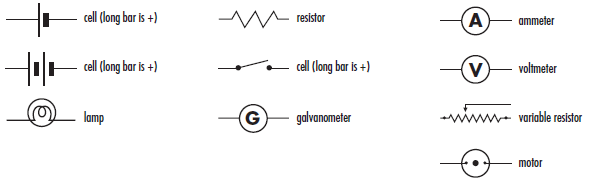 cell (long bar is +)
cell (long bar is +)
lamp
resistor
cell (long bar is +)
G
galvanometer
A
ammeter
V
voltmeter
variable resistor
motor